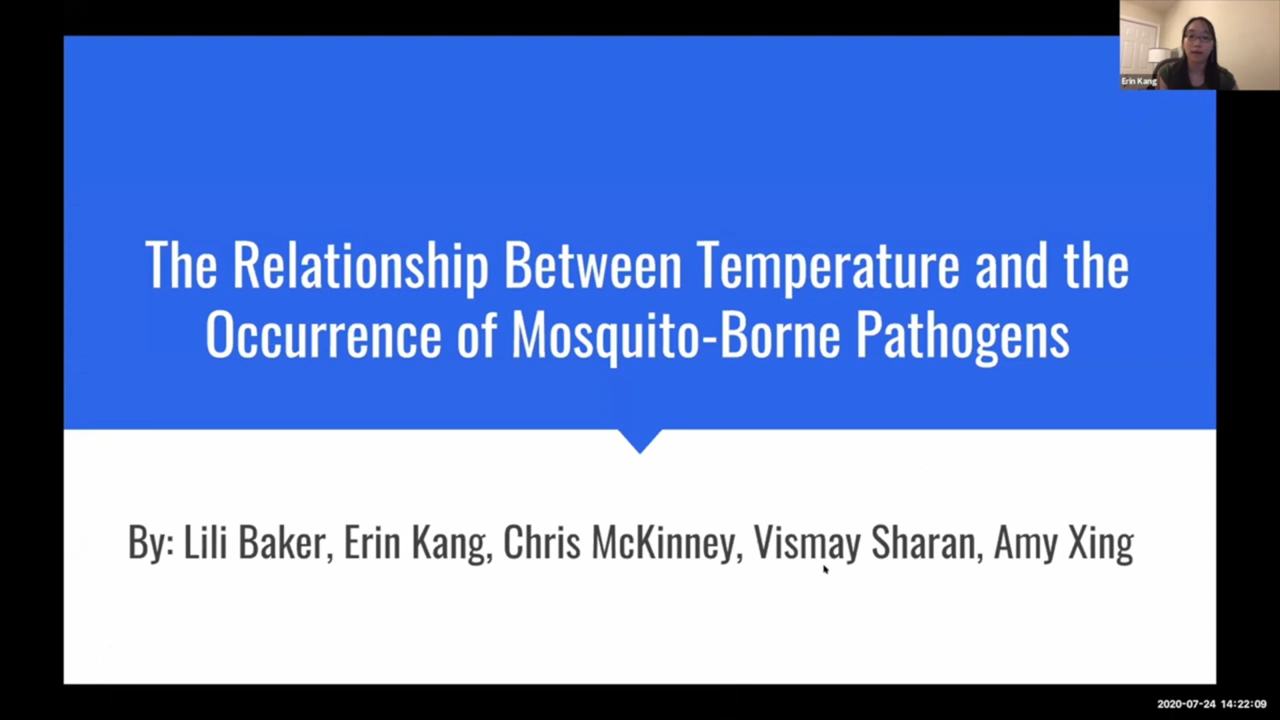 Erin Kang
The Relationship Between Temperature and the
Occurrence of Mosquito-Borne Pathogens
By: Lili Baker, Erin Kang, Chris McKinney, Vismay Sharan, Amy Xing
2020-07-24 14:22:09